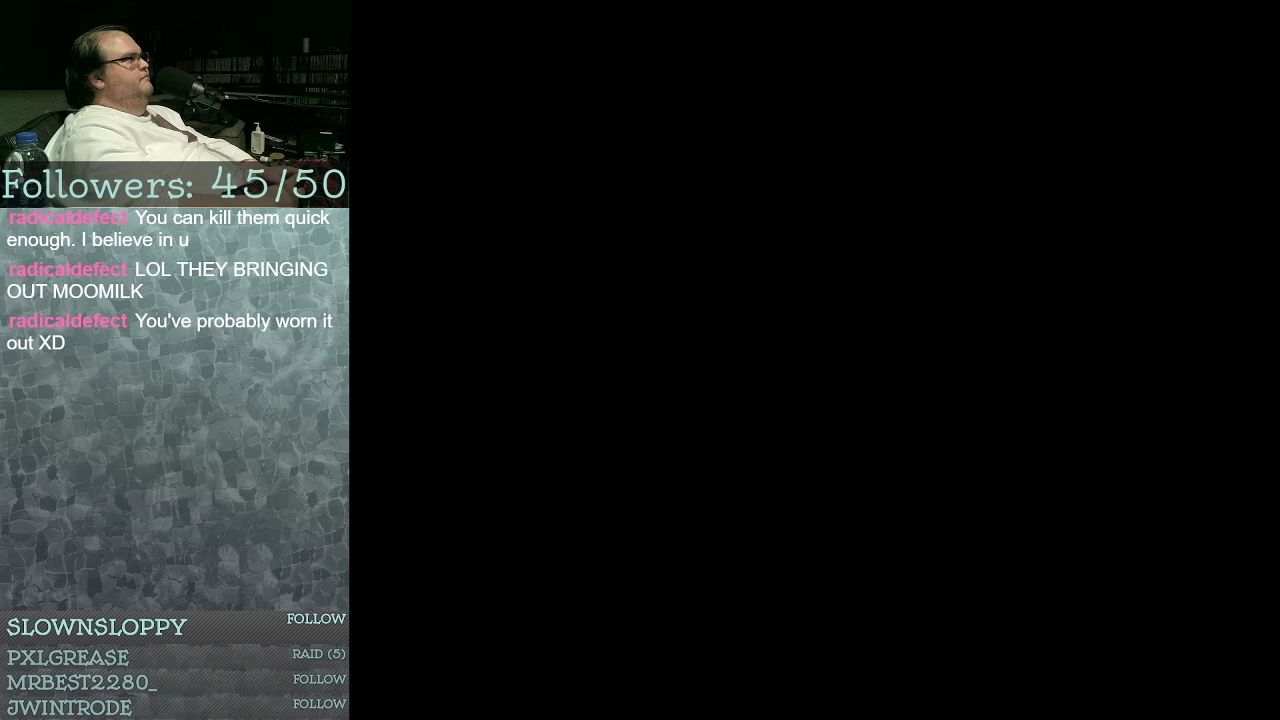 Followers: 45/50
radicaldefect You can kill them quick
enough. I believe in u
radicaldefect LOL THEY BRINGING
OUT MOOMILK
radicaldefect You've probably worn it
out XD
SLOWNSLOPPY FOLLOW
PXLGREASE RAID (5)
MRBEST2280_ FOLLOW
JWINTRODE FOLLOW